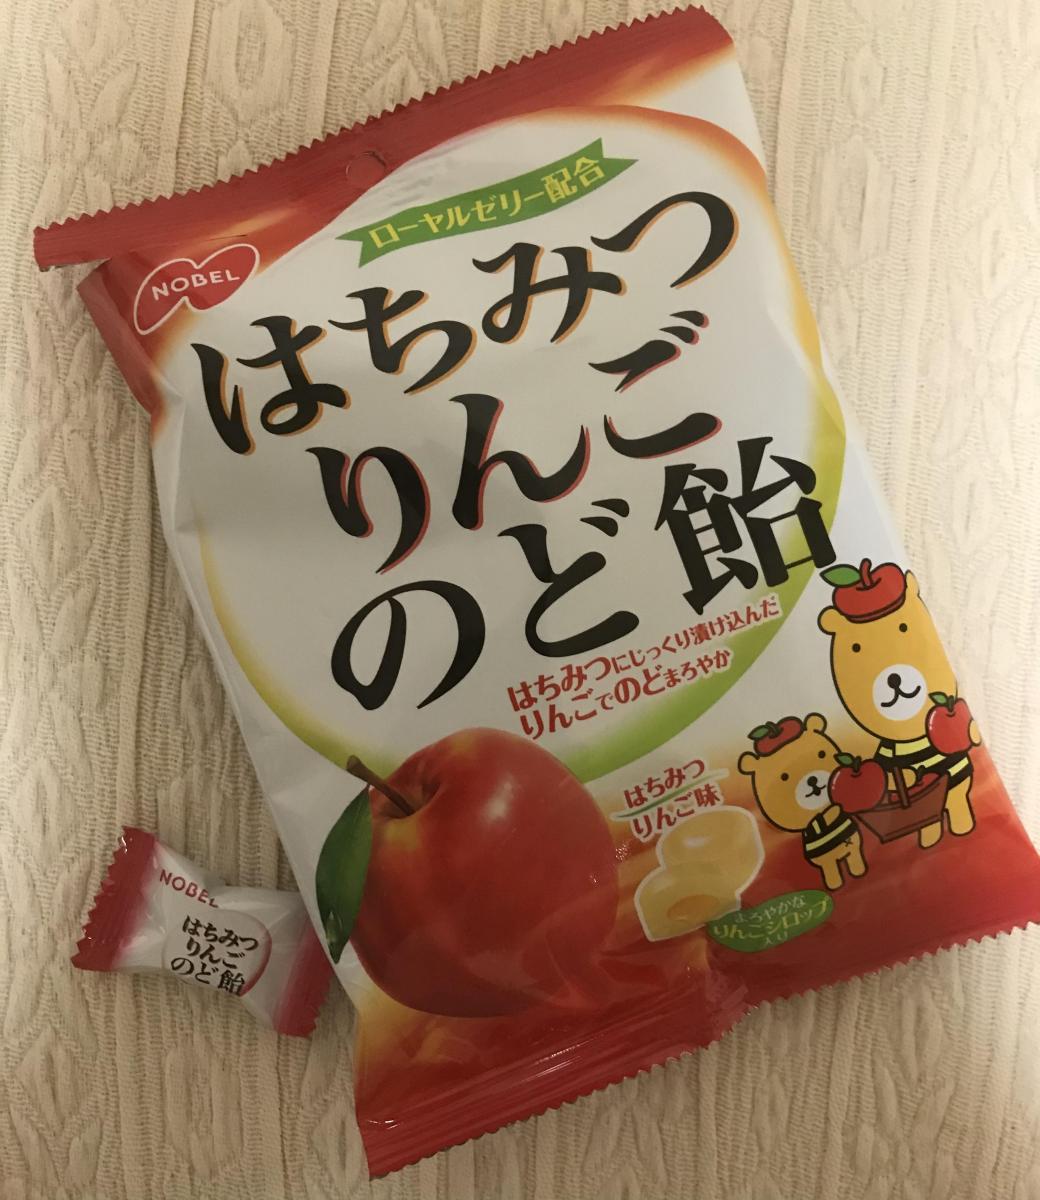 ローヤルゼリー配合
NOBEL
はちみつ
りんご
のど飴
はちみつにじっくり漬け込んだ
りんごでのどまろやか
はちみつ
りんご味
まろやかな
りんごシロップ
入り
NOBEL
はちみつ
りんご
のど飴